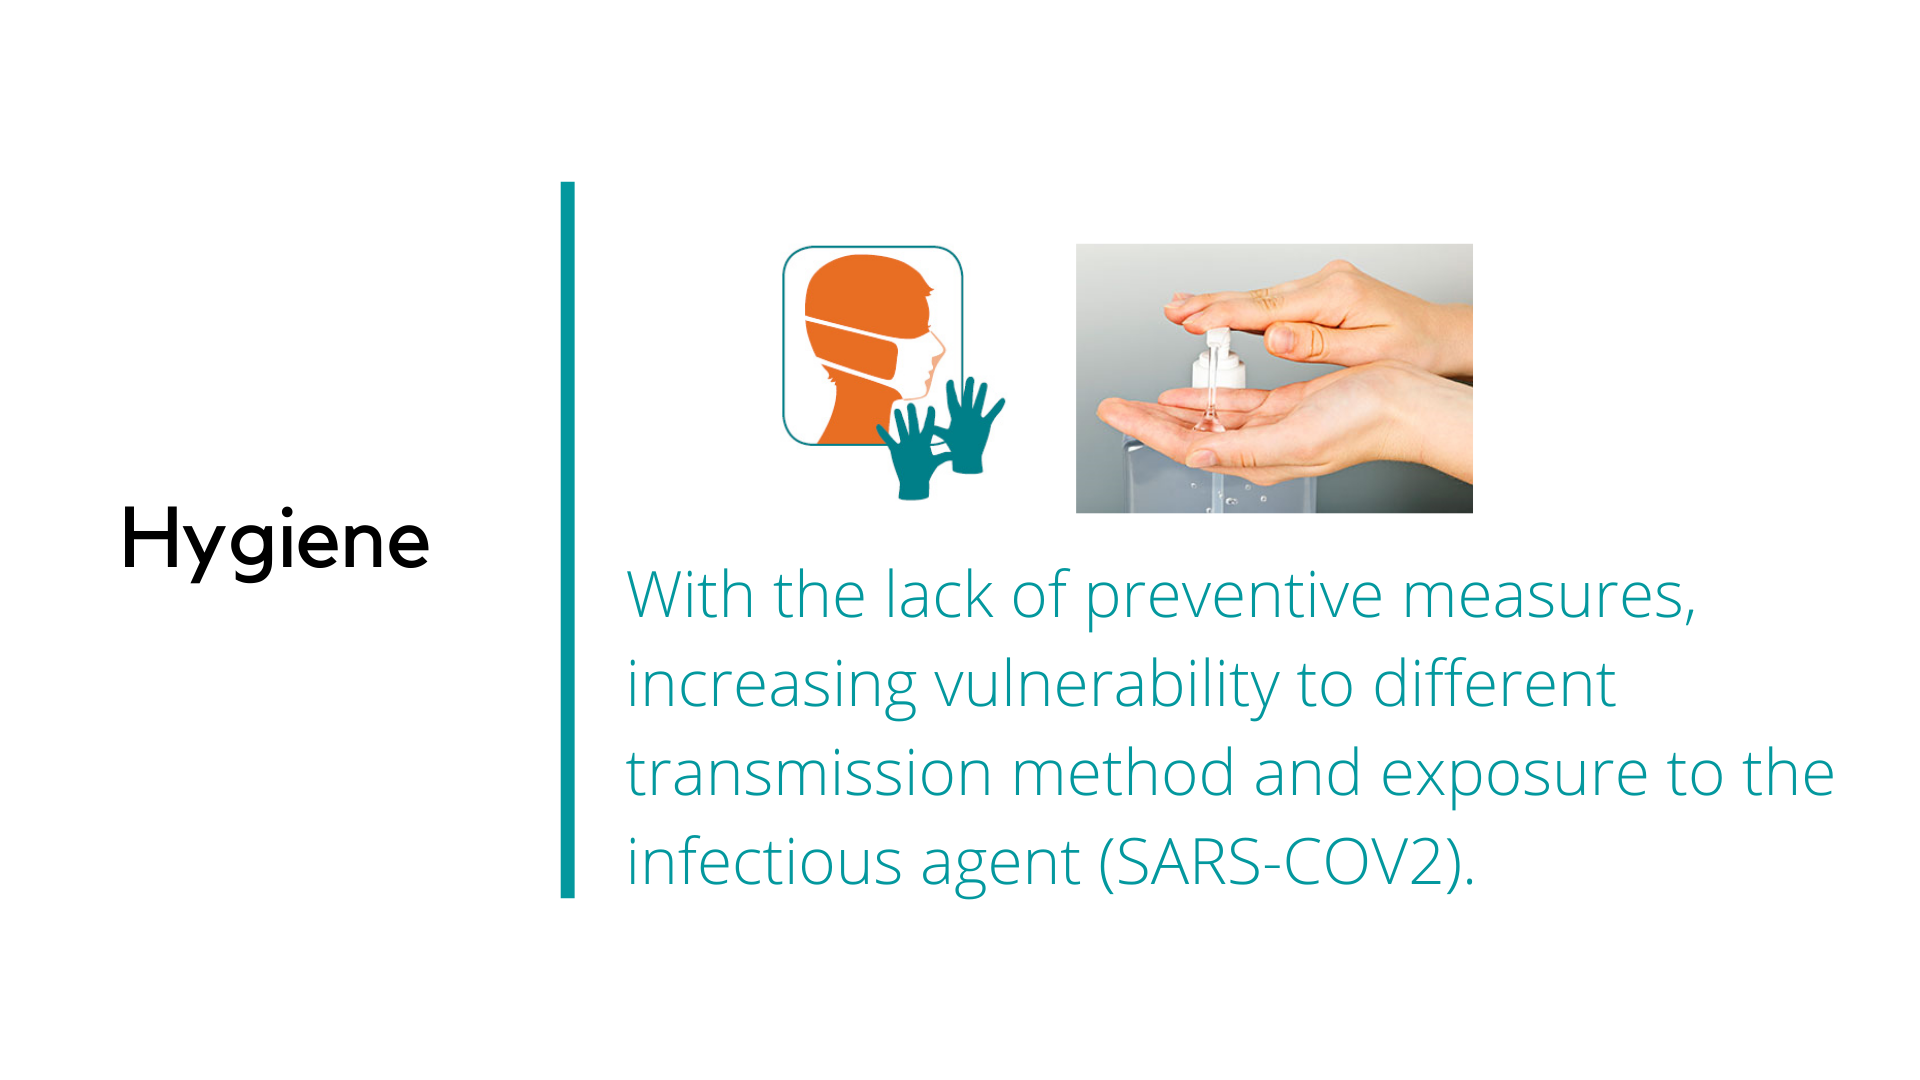 Hygiene
With the lack of preventive measures,
increasing vulnerability to different
transmission method and exposure to the
infectious agent (SARS-COV2).